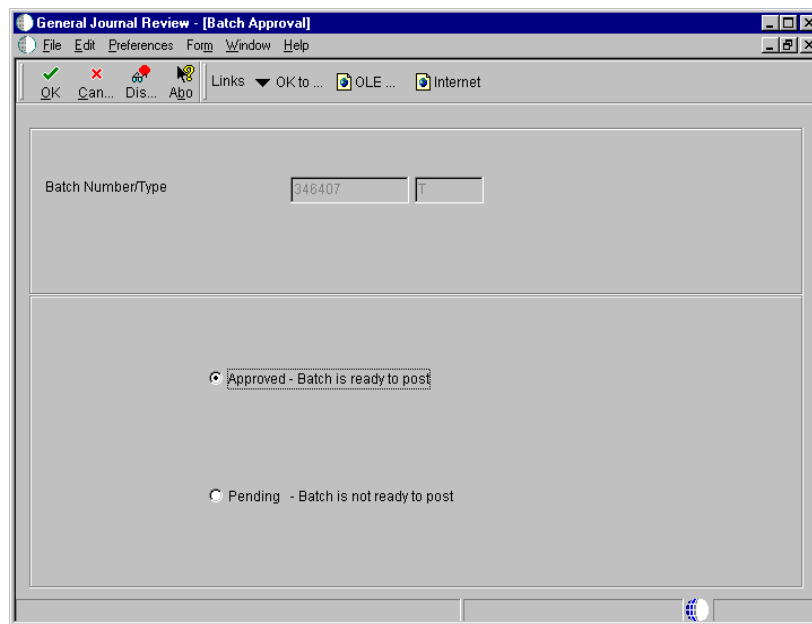 General Journal Review - [Batch Approval]
File Edit Preferences Form Window Help
OK Can... Dis... Abo Links OK to ... OLE ... Internet
Batch Number/Type 346407 T
Approved - Batch is ready to post
Pending - Batch is not ready to post